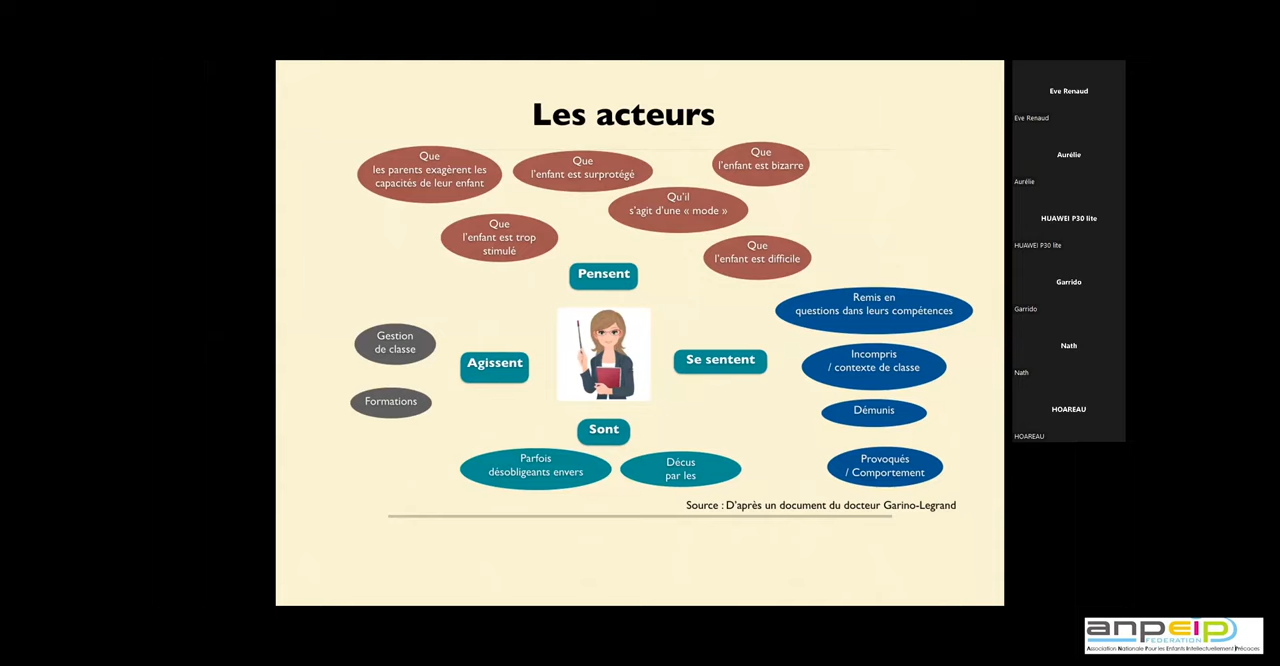 Les acteurs
Que
les parents exagèrent les
capacités de leur enfant
Que
l'enfant est surprotégé
Que
l'enfant est bizarre
Qu'il
s'agit d'une « mode »
Que
l'enfant est trop
stimulé
Que
l'enfant est difficile
Pensent
Remis en
questions dans leurs compétences
Gestion
de classe
Agissent
Se sentent
Incompris
/ contexte de classe
Formations
Démunis
Sont
Parfois
désobligeants envers
Décus
par les
Provoqués
/ Comportement
Source : D'après un document du docteur Garino-Legrand
Eve Renaud
Eve Renaud
Aurélie
Aurélie
HUAWEI P30 lite
HUAWEI P30 lite
Garrido
Garrido
Nath
Nath
HOAREAU
HOAREAU
anpeip
FEDERATION
Association Nationale Pour les Enfants Intellectuellement Précoces